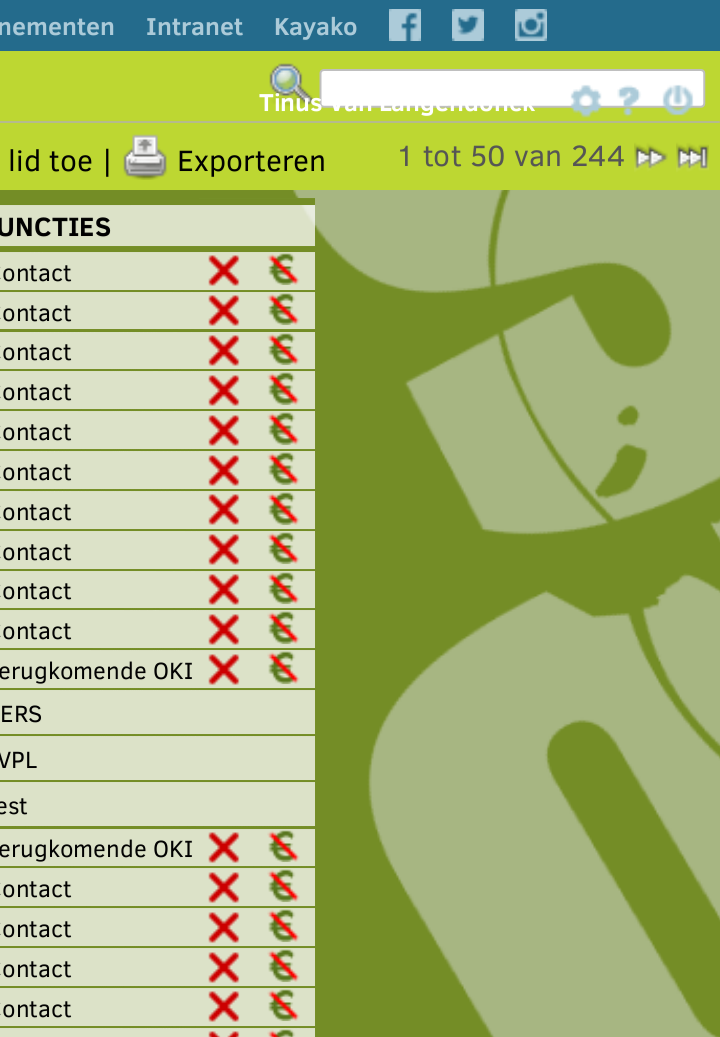 nementen Intranet Kayako
Tinus Van Langendonck
lid toe | Exporteren 1 tot 50 van 244
UNCTIES
ontact
ontact
ontact
ontact
ontact
ontact
ontact
ontact
ontact
ontact
erugkomende OKI
ERS
VPL
est
erugkomende OKI
ontact
ontact
ontact
ontact